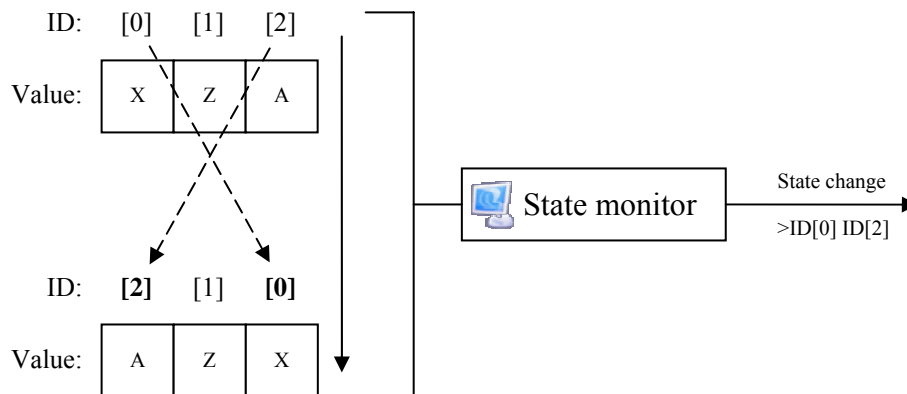 ID: [0] [1] [2]
Value: X Z A
State monitor
State change
>ID[0] ID[2]
ID: [2] [1] [0]
Value: A Z X